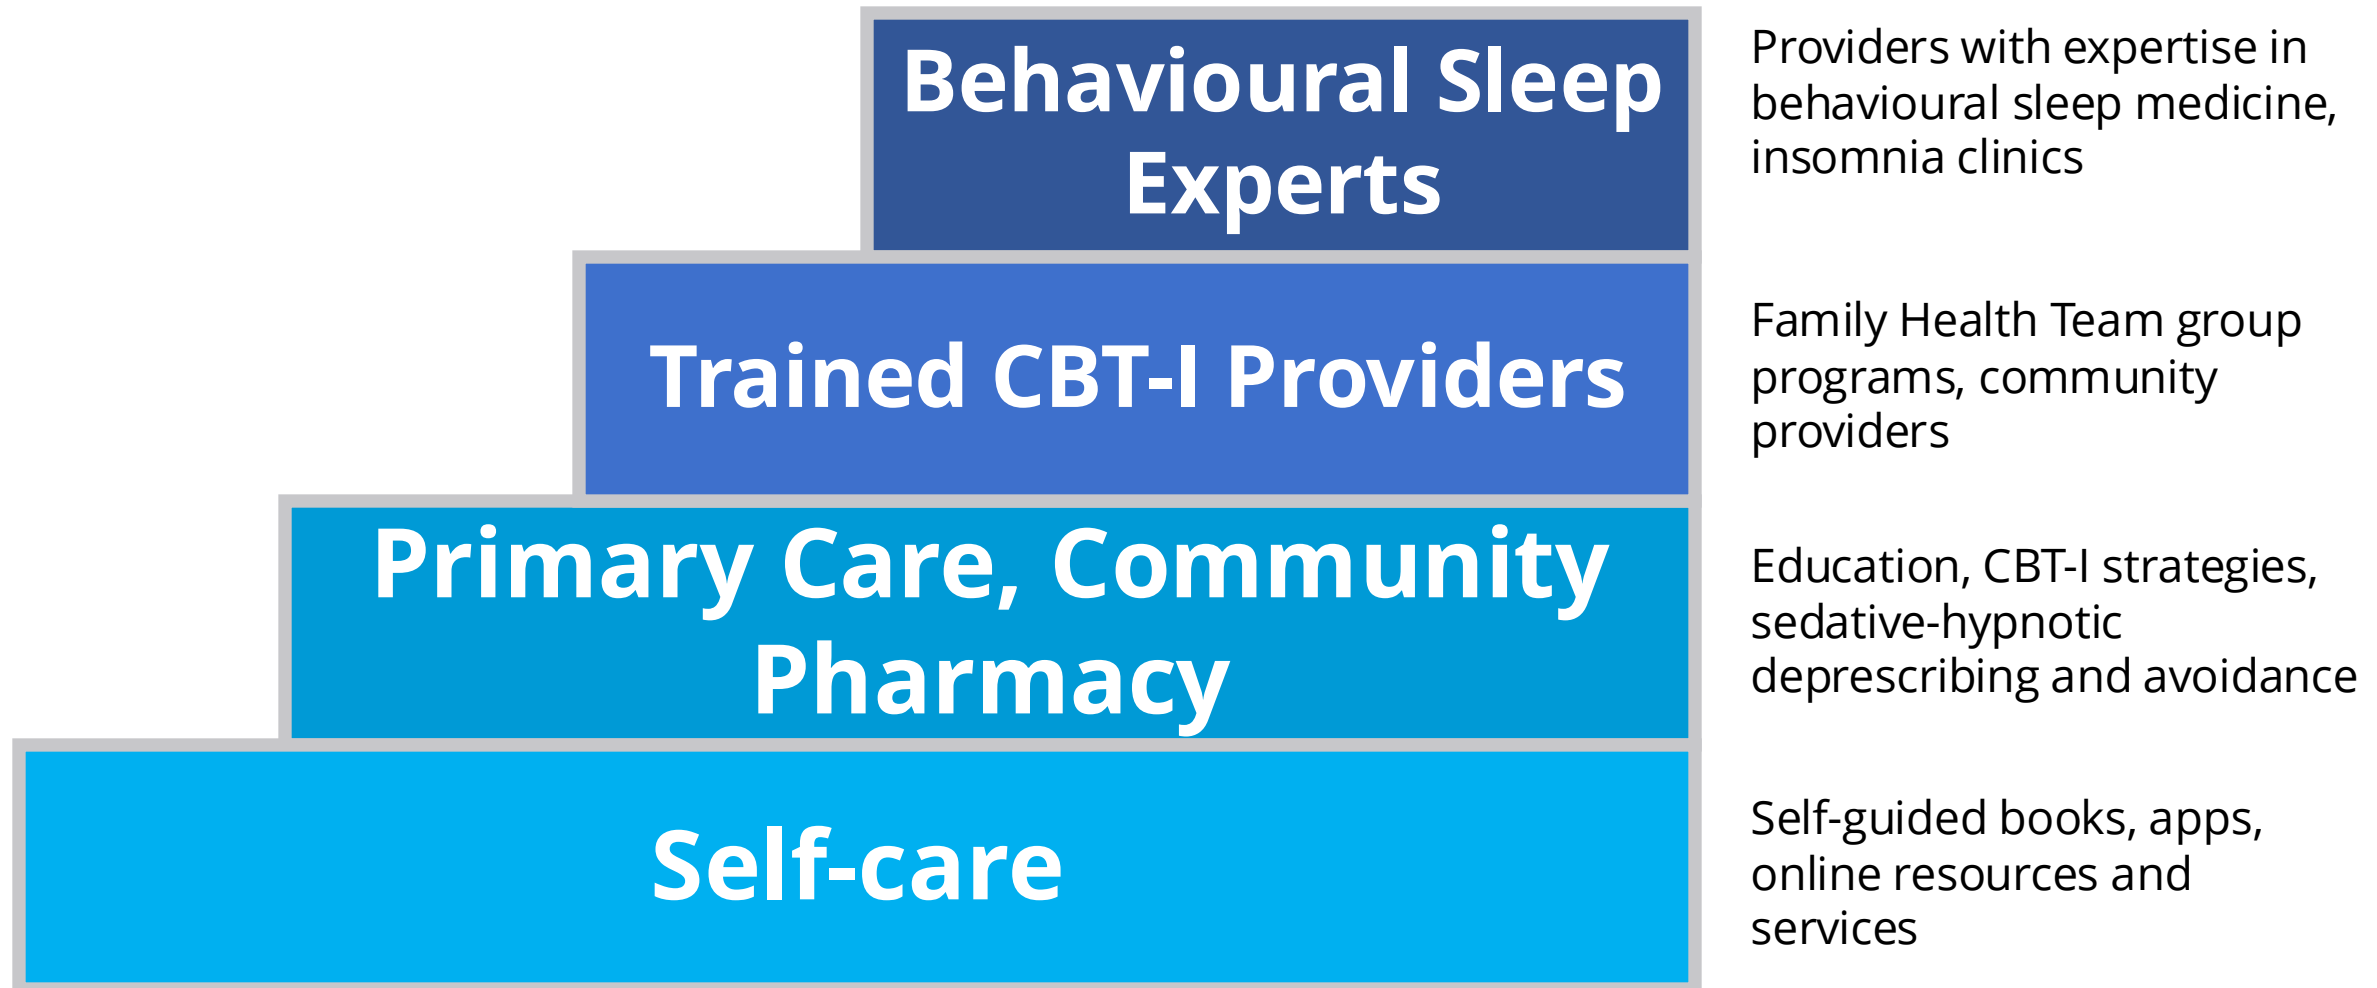 Behavioural Sleep
Experts
Providers with expertise in
behavioural sleep medicine,
insomnia clinics
Trained CBT-I Providers
Family Health Team group
programs, community
providers
Primary Care, Community
Pharmacy
Education, CBT-I strategies,
sedative-hypnotic
deprescribing and avoidance
Self-care
Self-guided books, apps,
online resources and
services